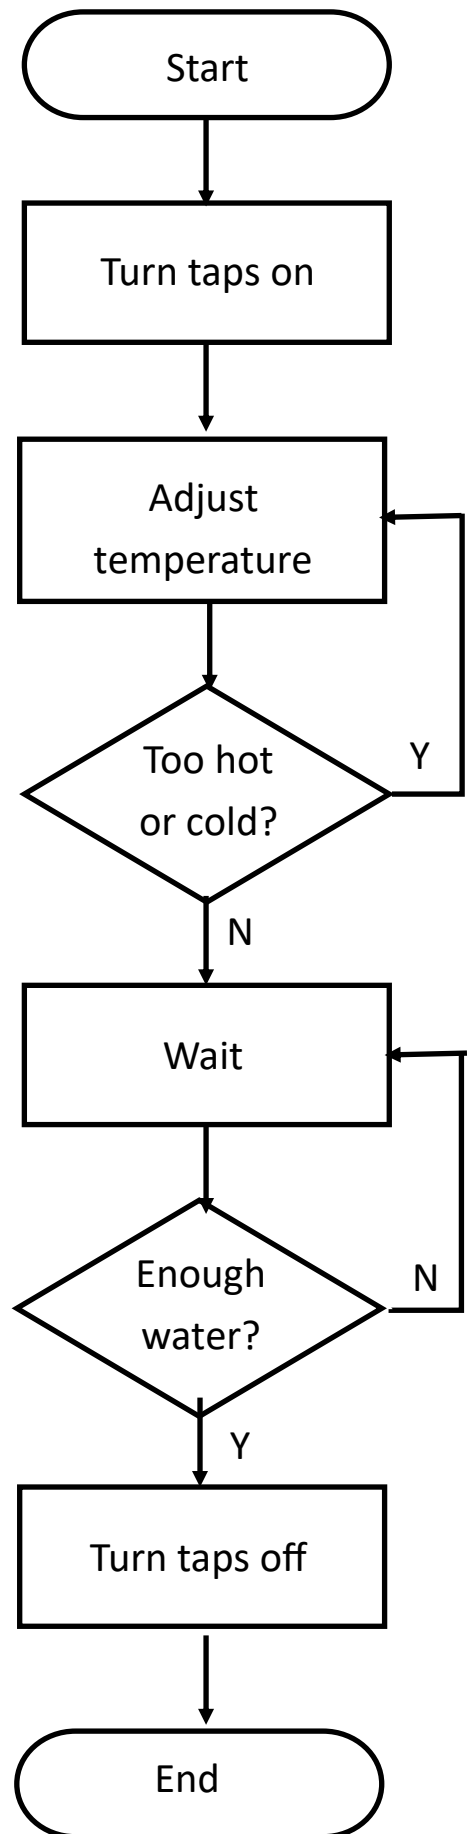 Start
Turn taps on
Adjust
temperature
Too hot
or cold?
Y
N
Wait
Enough
water?
N
Y
Turn taps off
End